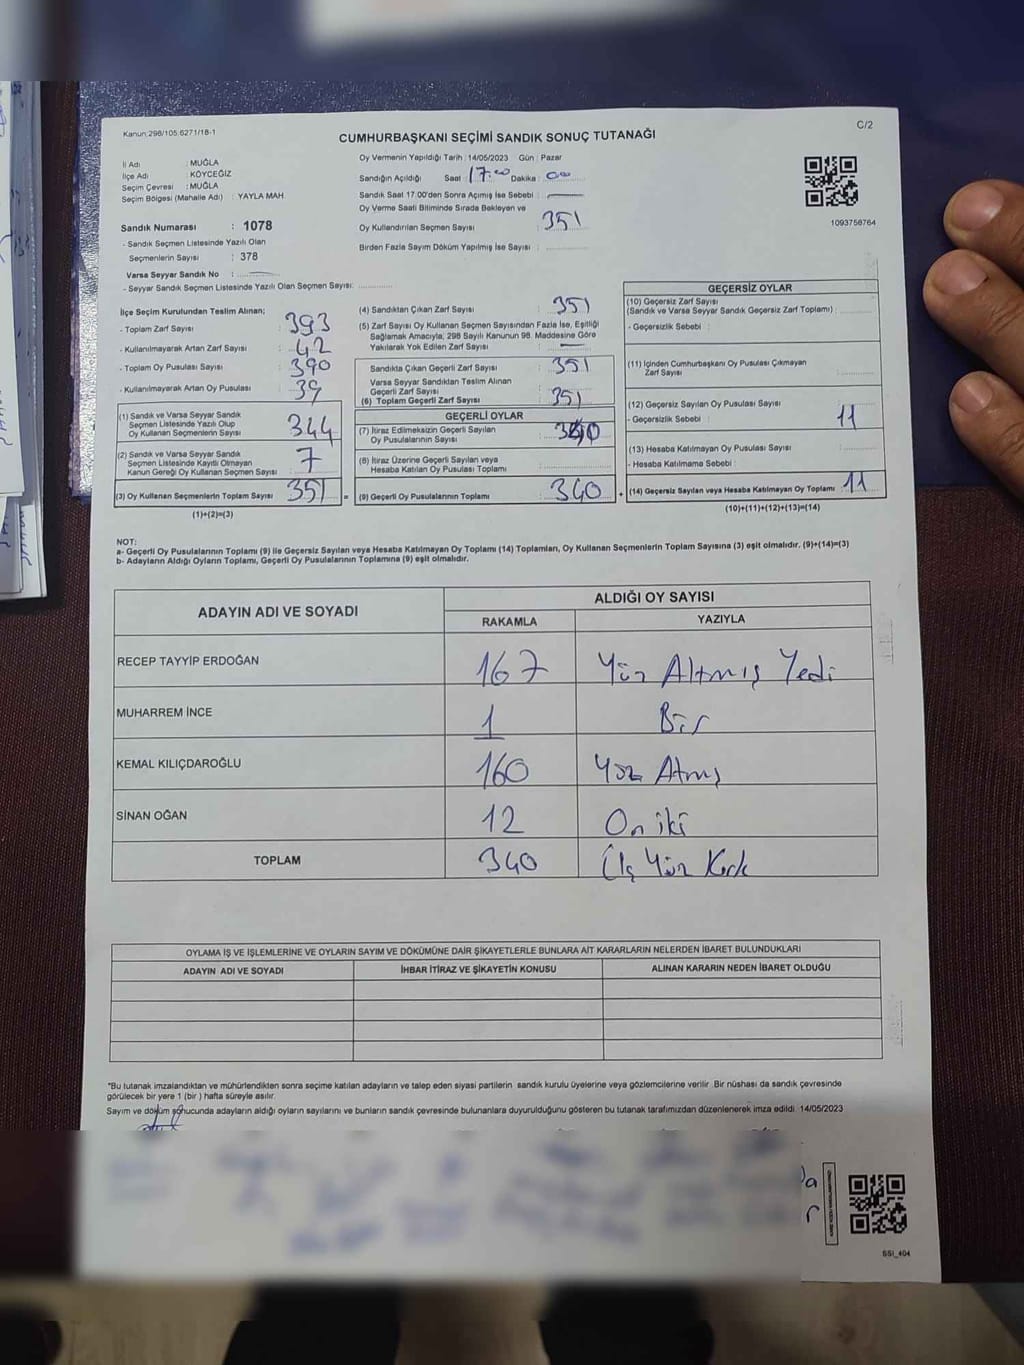 Kanun:298/105,6271/18-1
C/2
CUMHURBAŞKANI SEÇİMİ SANDIK SONUÇ TUTANAĞI
İl Adı : MUĞLA
İlçe Adı : KÖYCEĞİZ
Seçim Çevresi : MUĞLA
Seçim Bölgesi (Mahalle Adı) : YAYLA MAH
Sandık Numarası : 1078
- Sandık Seçmen Listesinde Yazılı Olan
Seçmenlerin Sayısı : 378
Varsa Seyyar Sandık No :
- Seyyar Sandık Seçmen Listesinde Yazılı Olan Seçmen Sayısı:
Oy Vermenin Yapıldığı Tarih : 14/05/2023 Gün : Pazar
Sandığın Açıldığı Saat : 17:00 Dakika : 00
Sandık Saat 17:00'den Sonra Açılmış İse Sebebi :
Oy Verme Saati Bitiminde Sırada Bekleyen ve
Oy Kullandırılan Seçmen Sayısı : 351
Birden Fazla Sayım Döküm Yapılmış İse Sayısı :
1093758764
İlçe Seçim Kurulundan Teslim Alınan;
- Toplam Zarf Sayısı : 393
- Kullanılmayarak Artan Zarf Sayısı : 42
- Toplam Oy Pusulası Sayısı : 390
- Kullanılmayarak Artan Oy Pusulası : 39
(1) Sandık ve Varsa Seyyar Sandık
Seçmen Listesinde Yazılı Olup
Oy Kullanan Seçmenlerin Sayısı : 344
(2) Sandık ve Varsa Seyyar Sandık
Seçmen Listesinde Kayıtlı Olmayan
Kanun Gereği Oy Kullanan Seçmen Sayısı : 7
(3) Oy Kullanan Seçmenlerin Toplam Sayısı : 351 =
(1)+(2)=(3)
(4) Sandıktan Çıkan Zarf Sayısı : 351
(5) Zarf Sayısı Oy Kullanan Seçmen Sayısından Fazla İse, Eşitliği
Sağlamak Amacıyla, 298 Sayılı Kanunun 98. Maddesine Göre
Yakılarak Yok Edilen Zarf Sayısı :
Sandıkta Çıkan Geçerli Zarf Sayısı : 351
Varsa Seyyar Sandıktan Teslim Alınan
Geçerli Zarf Sayısı
(6) Toplam Geçerli Zarf Sayısı : 351
GEÇERLİ OYLAR
(7) İtiraz Edilmeksizin Geçerli Sayılan
Oy Pusulalarının Sayısı : 340
(8) İtiraz Üzerine Geçerli Sayılan veya
Hesaba Katılan Oy Pusulası Toplamı :
(9) Geçerli Oy Pusulalarının Toplamı : 340 +
GEÇERSİZ OYLAR
(10) Geçersiz Zarf Sayısı
(Sandık ve Varsa Seyyar Sandık Geçersiz Zarf Toplamı) :
- Geçersizlik Sebebi :
(11) İçinden Cumhurbaşkanı Oy Pusulası Çıkmayan
Zarf Sayısı :
(12) Geçersiz Sayılan Oy Pusulası Sayısı
- Geçersizlik Sebebi : 11
(13) Hesaba Katılmayan Oy Pusulası Sayısı :
- Hesaba Katılmama Sebebi :
(14) Geçersiz Sayılan veya Hesaba Katılmayan Oy Toplamı : 11
(10)+(11)+(12)+(13)=(14)
NOT:
a- Geçerli Oy Pusulalarının Toplamı (9) ile Geçersiz Sayılan veya Hesaba Katılmayan Oy Toplamı (14) Toplamları, Oy Kullanan Seçmenlerin Toplam Sayısına (3) eşit olmalıdır. (9)+(14)=(3)
b- Adayların Aldığı Oyların Toplamı, Geçerli Oy Pusulalarının Toplamına (9) eşit olmalıdır.
ADAYIN ADI VE SOYADI ALDIĞI OY SAYISI
RAKAMLA YAZIYLA
RECEP TAYYİP ERDOĞAN 167 Yüz Altmış Yedi
MUHARREM İNCE 1 Bir
KEMAL KILIÇDAROĞLU 160 Yüz Atmış
SİNAN OĞAN 12 On iki
TOPLAM 340 Üç Yüz Kırk
OYLAMA İŞ VE İŞLEMLERİNE VE OYLARIN SAYIM VE DÖKÜMÜNE DAİR ŞİKAYETLERLE BUNLARA AİT KARARLARIN NELERDEN İBARET BULUNDUKLARI
ADAYIN ADI VE SOYADI İHBAR İTİRAZ VE ŞİKAYETİN KONUSU ALINAN KARARIN NEDEN İBARET OLDUĞU
*Bu tutanak imzalandıktan ve mühürlendikten sonra seçime katılan adayların ve talep eden siyasi partilerin sandık kurulu üyelerine veya gözlemcilerine verilir. Bir nüshası da sandık çevresinde
görülecek bir yere 1 (bir ) hafta süreyle asılır.
Sayım ve döküm sonucunda adayların aldığı oyların sayılarını ve bunların sandık çevresinde bulunanlara duyurulduğunu gösteren bu tutanak tarafımızdan düzenlenerek imza edildi. 14/05/2023
SSI_404